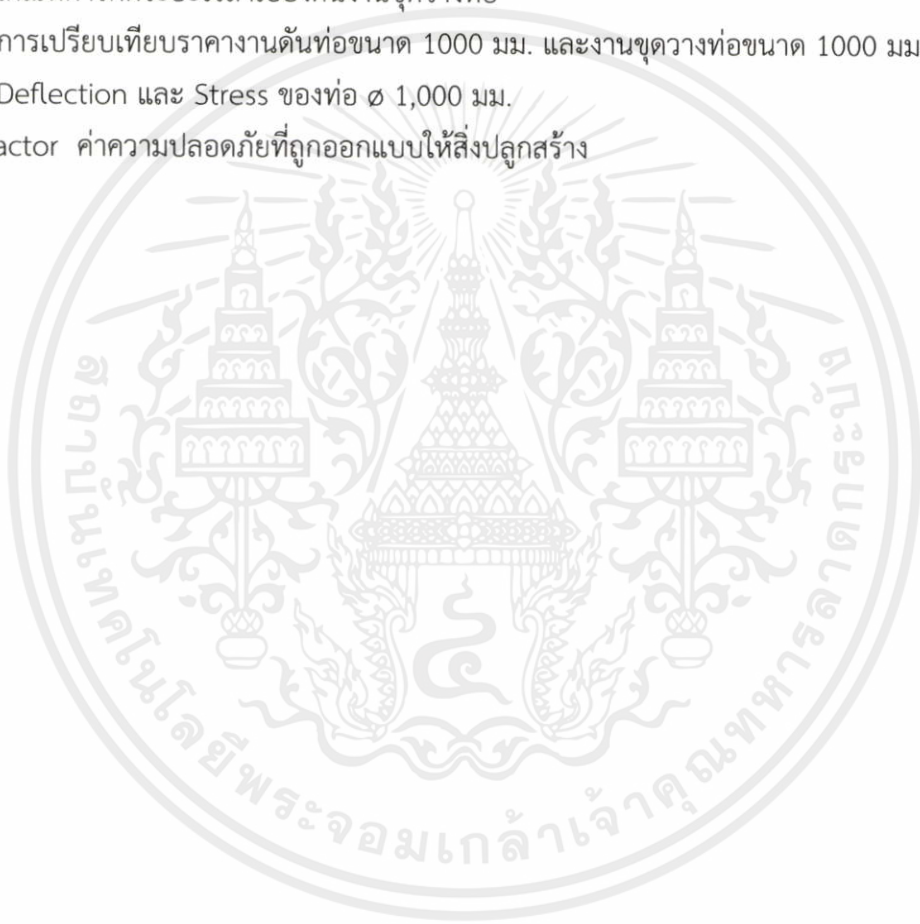 การเปรียบเทียบราคางานดันท่อขนาด 1000 มม. และงานขุดวางท่อขนาด 1000 มม
Deflection และ Stress ของท่อ ø 1,000 มม.
actor ค่าความปลอดภัยที่ถูกออกแบบให้สิ่งปลูกสร้าง
สถาบันเทคโนโลยีพระจอมเกล้าเจ้าคุณทหารลาดกระบัง